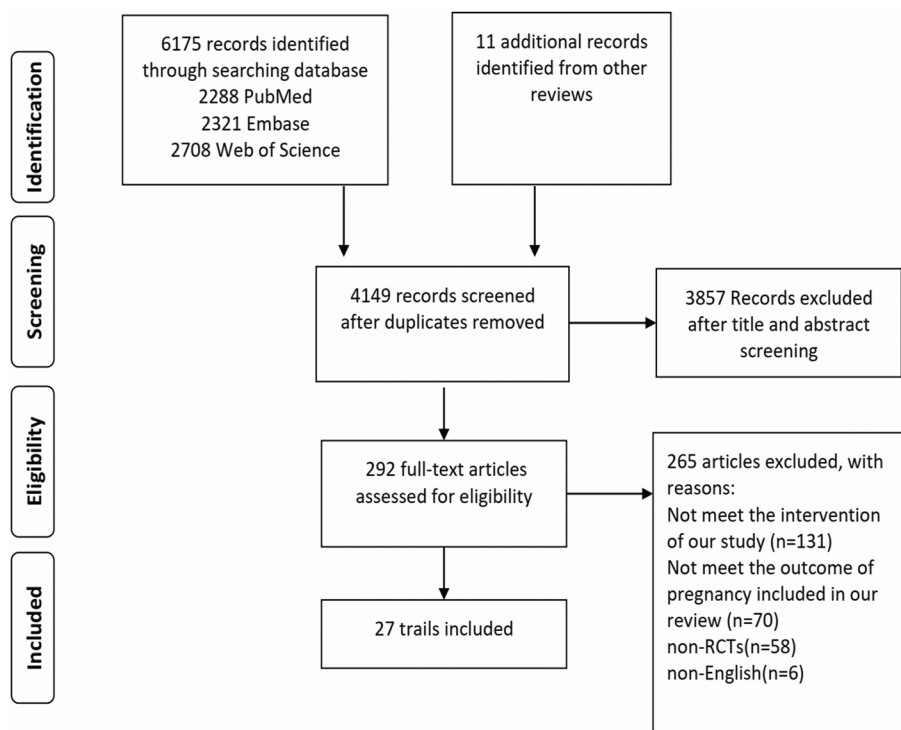 Identification
6175 records identified
through searching database
2288 PubMed
2321 Embase
2708 Web of Science
11 additional records
identified from other
reviews
Screening
4149 records screened
after duplicates removed
3857 Records excluded
after title and abstract
screening
Eligibility
292 full-text articles
assessed for eligibility
265 articles excluded, with
reasons:
Not meet the intervention
of our study (n=131)
Not meet the outcome of
pregnancy included in our
review (n=70)
non-RCTs(n=58)
non-English(n=6)
Included
27 trails included